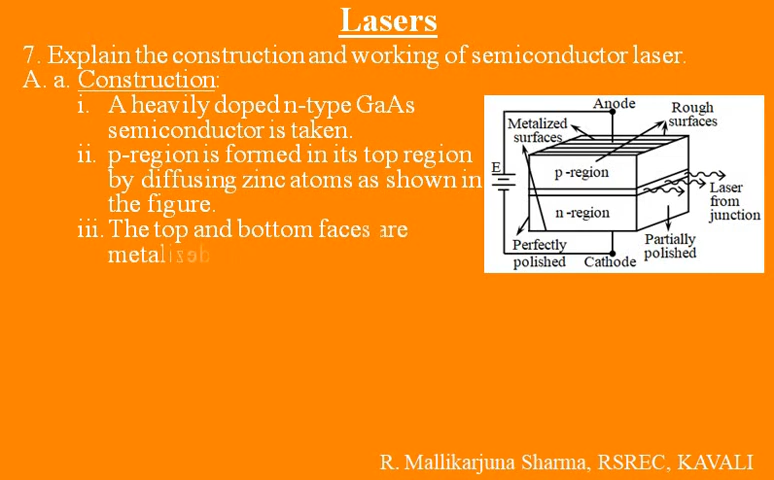 Lasers
7. Explain the construction and working of semiconductor laser.
A. a. Construction:
i. A heavily doped n-type GaAs
semiconductor is taken.
ii. p-region is formed in its top region
by diffusing zinc atoms as shown in
the figure.
iii. The top and bottom faces are
metalised
Anode
Rough
surfaces
Metalized
surfaces
E
p-region
n-region
Laser
from
junction
Perfectly
polished
Cathode
Partially
polished
R. Mallikarjuna Sharma, RSREC, KAVALI